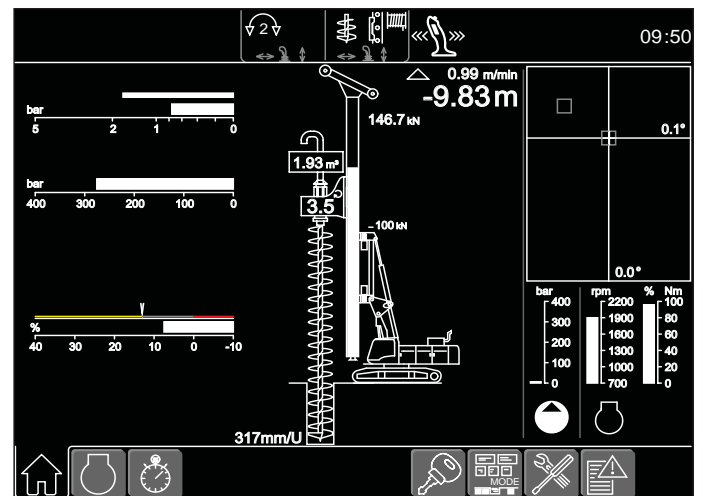 2
09:50
0.99 m/min
-9.83 m
146.7 kN
bar
5 2 1 0
0.1°
1.93 m³
bar
400 300 200 100 0
3.5
- 100 kN
0.0°
bar rpm % Nm
400 2200 100
300 1900 80
200 1600 60
1300 40
100 1000 20
0 700 0
%
40 30 20 10 0 -10
317mm/U
MODE